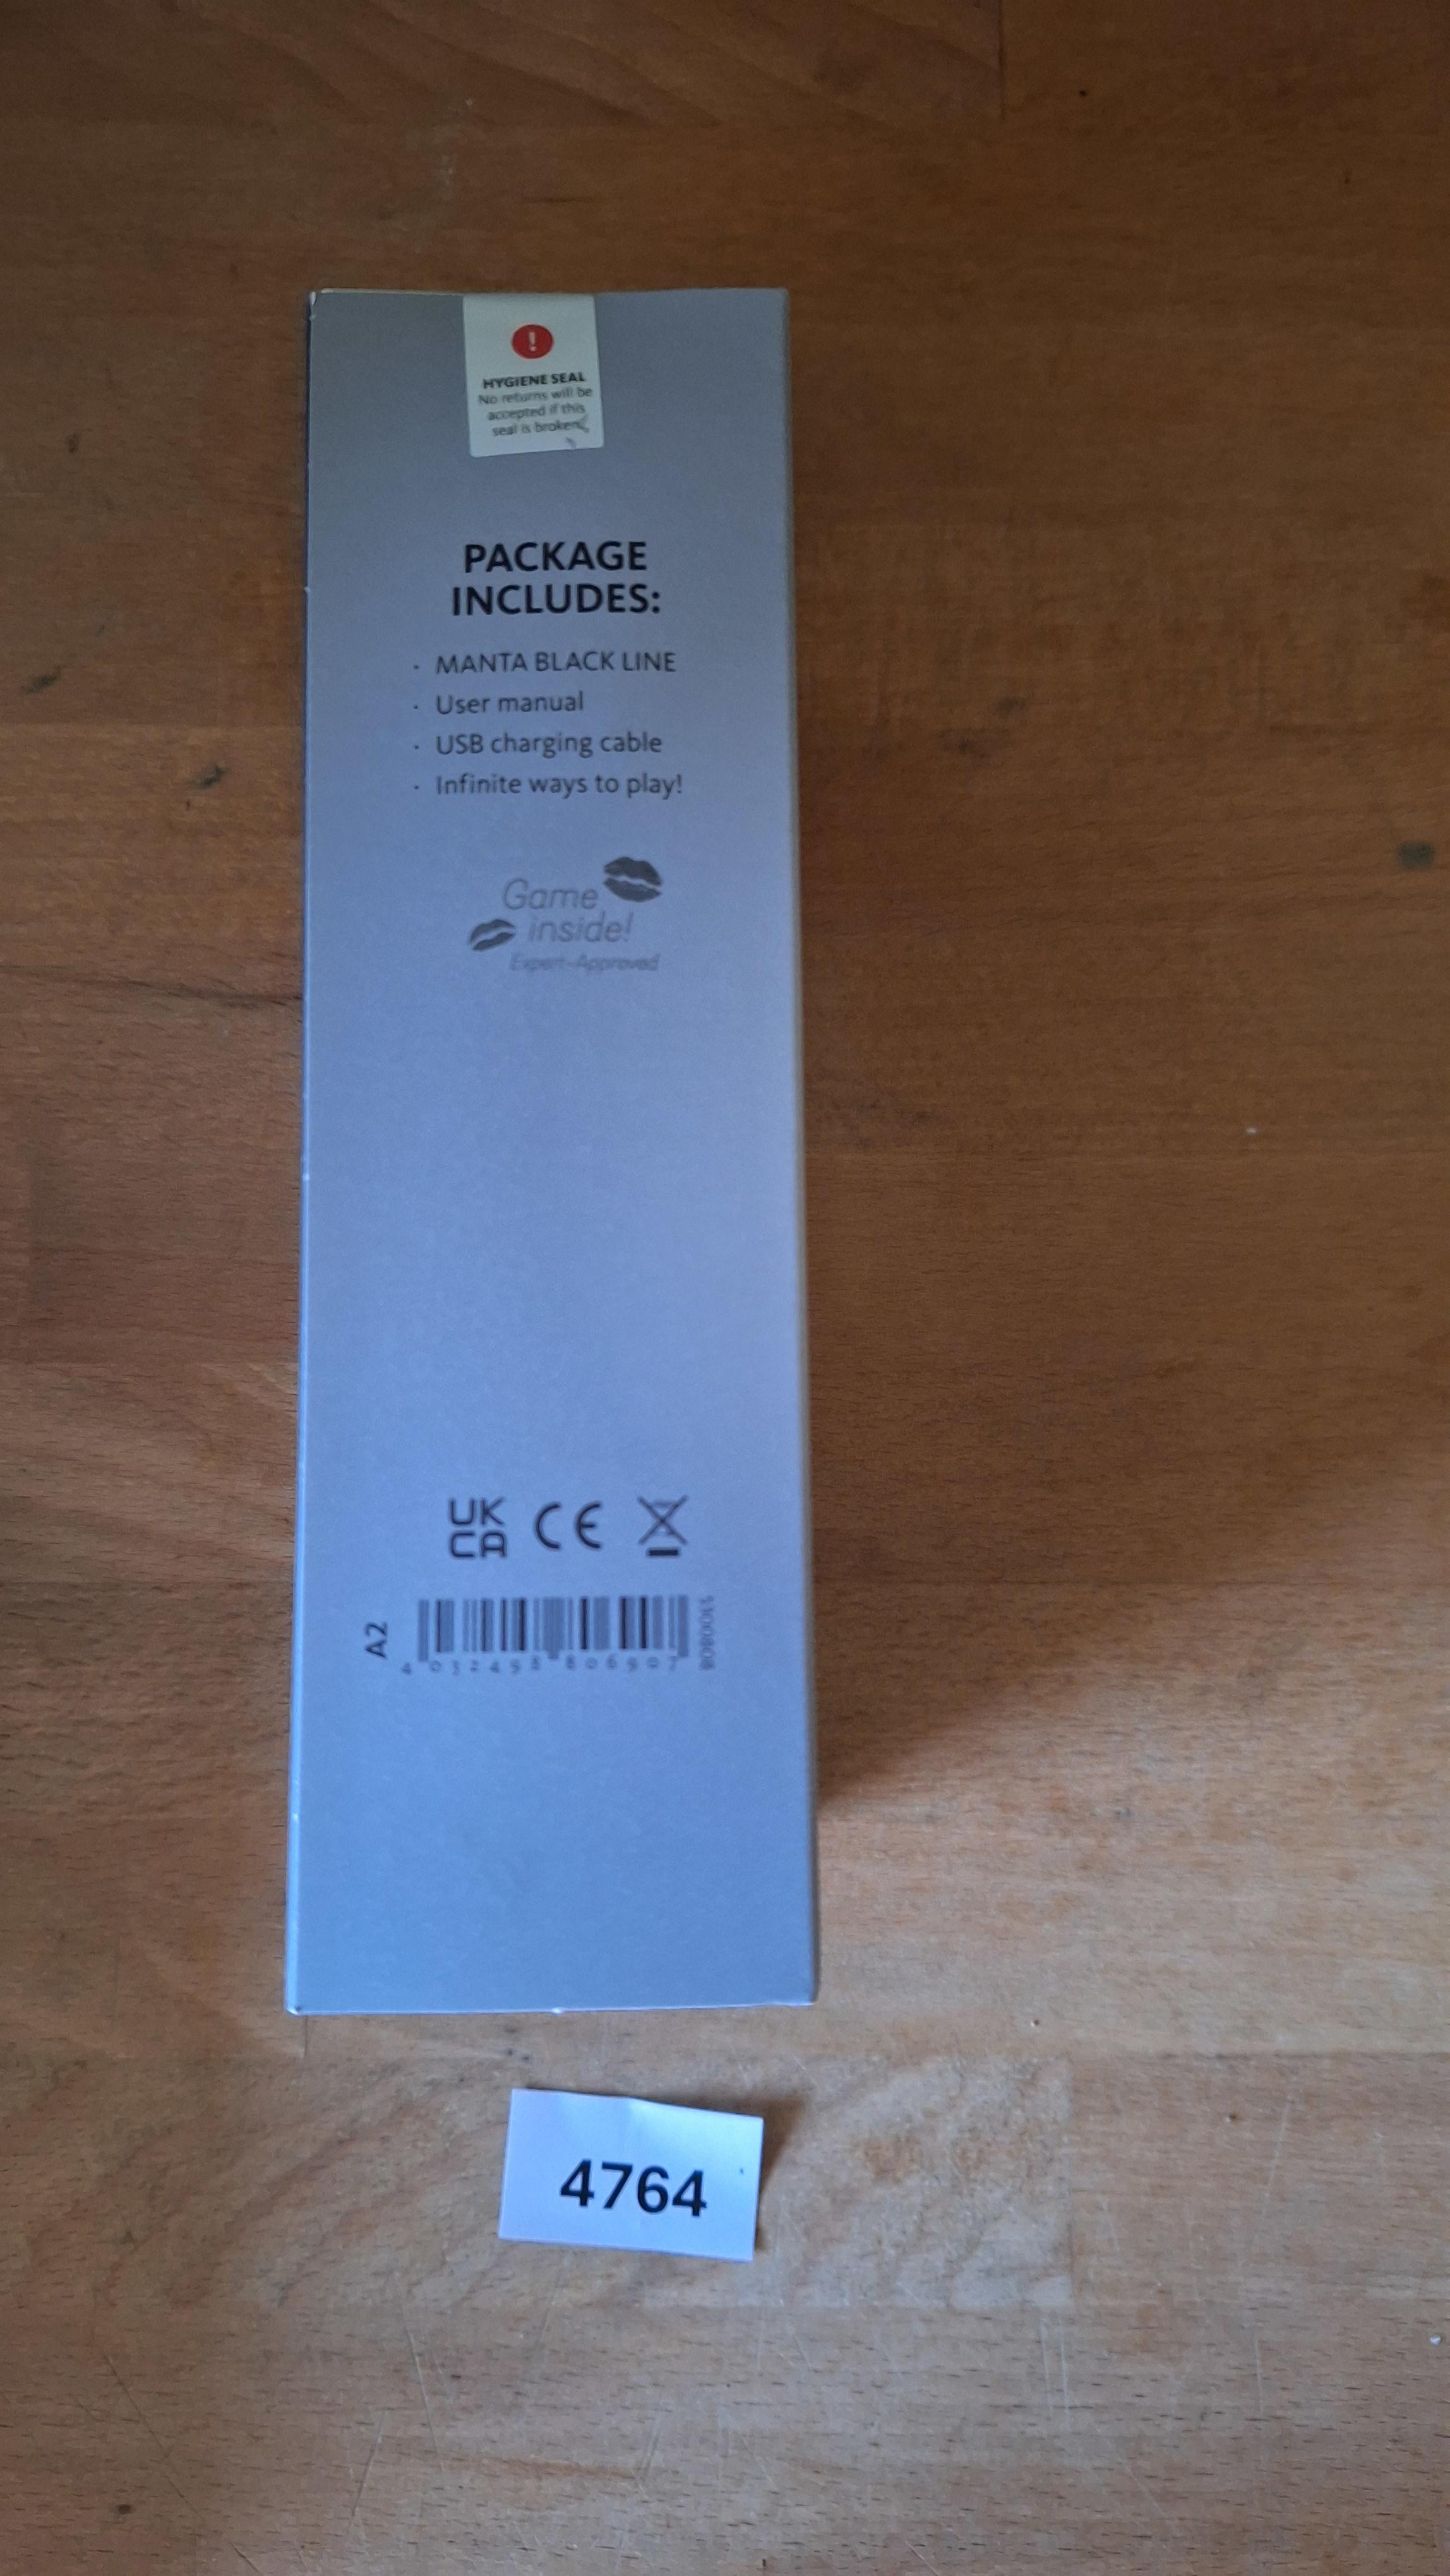 !
HYGIENE SEAL
No returns will be
accepted if this
seal is broken.
PACKAGE
INCLUDES:
· MANTA BLACK LINE
· User manual
· USB charging cable
· Infinite ways to play!
Game
inside!
Expert-Approved
UK
CA CE
A2
4 032498 806907
4764